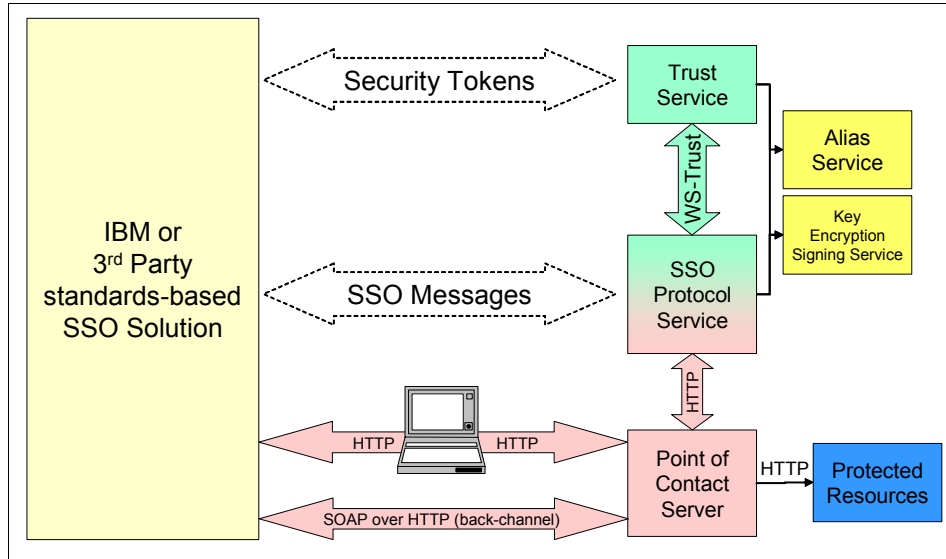 Security Tokens
Trust
Service
Alias
Service
WS-Trust
Key
Encryption
Signing Service
IBM or
3rd Party
standards-based
SSO Solution
SSO Messages
SSO
Protocol
Service
HTTP
HTTP
HTTP
Point of
Contact
Server
HTTP
Protected
Resources
SOAP over HTTP (back-channel)